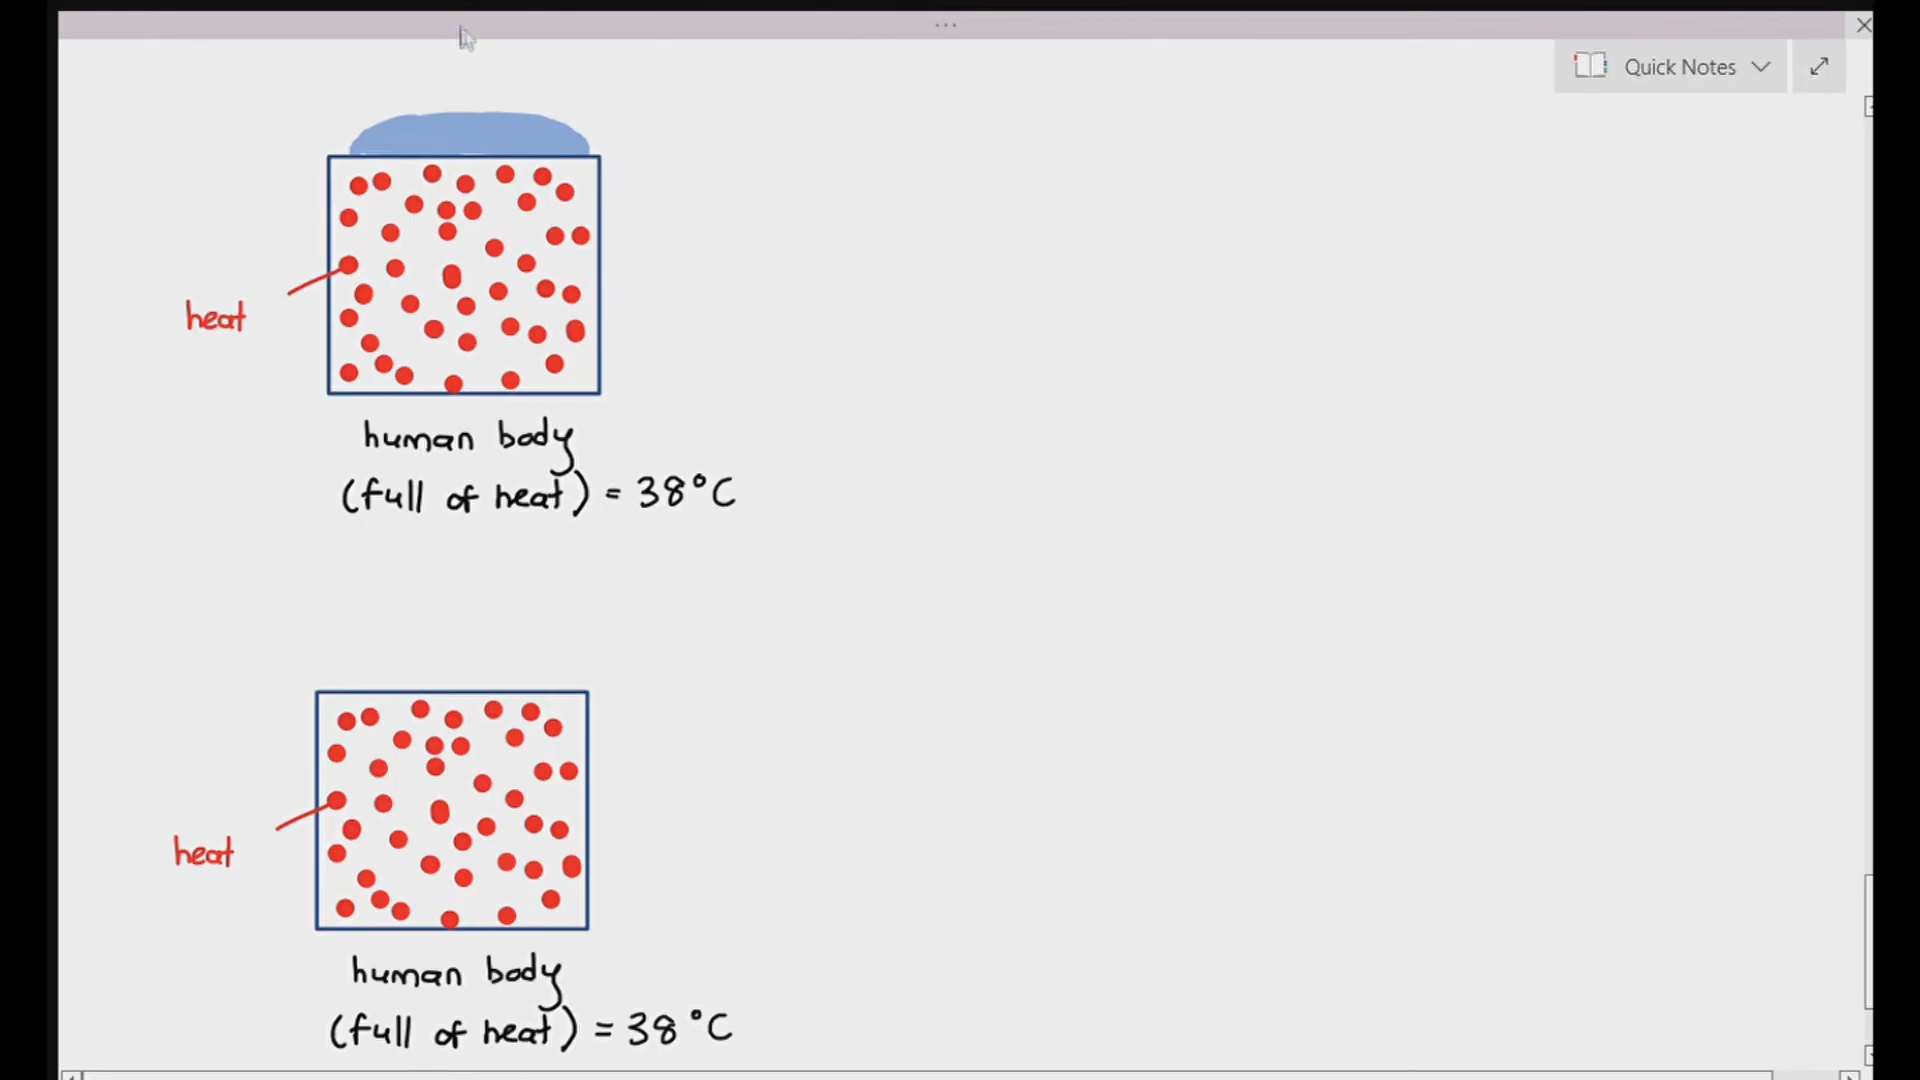 Quick Notes
heat
human body
(full of heat) = 38°C
heat
human body
(full of heat) = 38°C